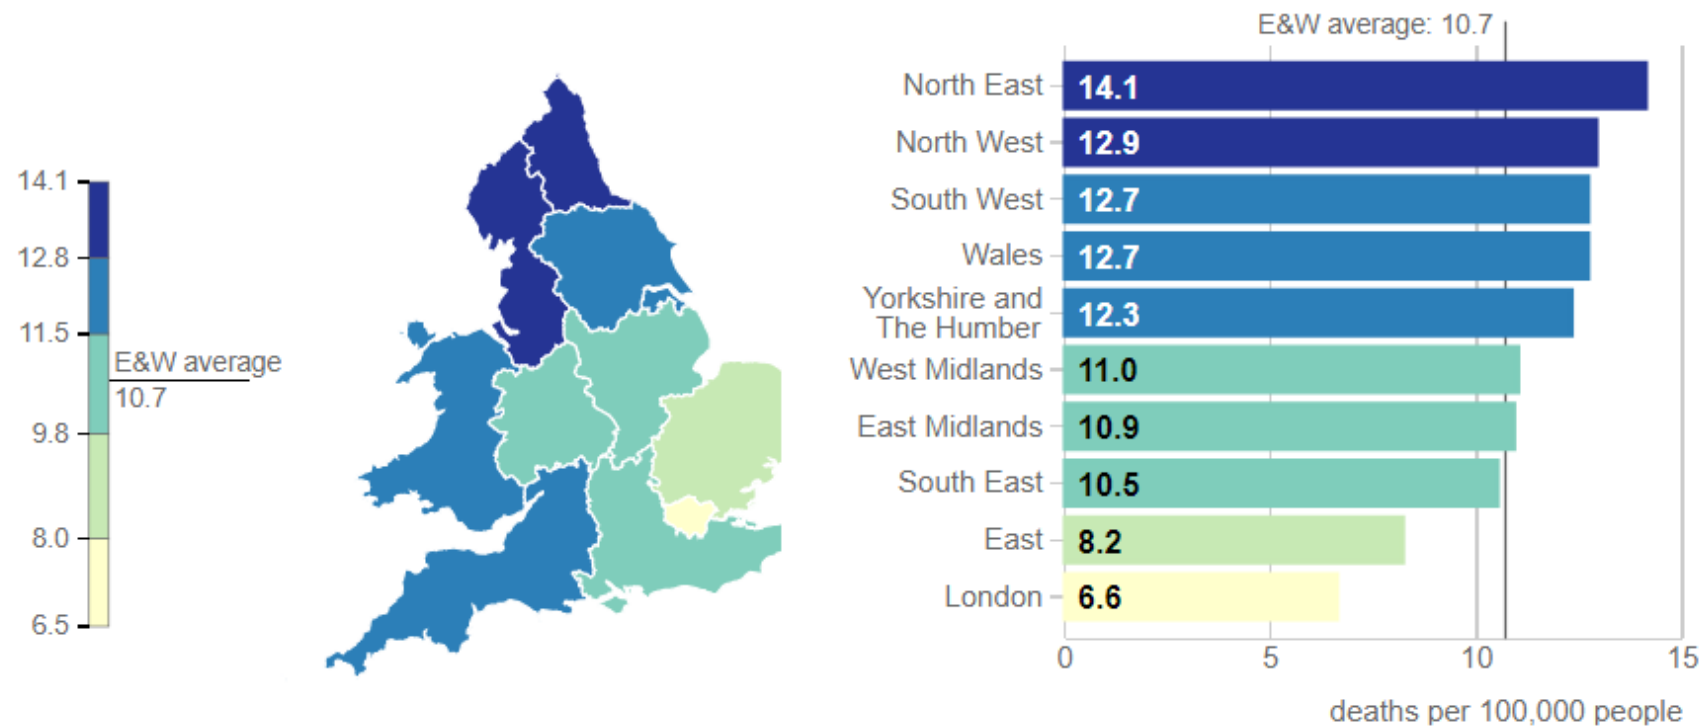 14.1
12.8
11.5
E&W average
10.7
9.8
8.0
6.5
E&W average: 10.7
North East 14.1
North West 12.9
South West 12.7
Wales 12.7
Yorkshire and
The Humber 12.3
West Midlands 11.0
East Midlands 10.9
South East 10.5
East 8.2
London 6.6
0 5 10 15
deaths per 100,000 people